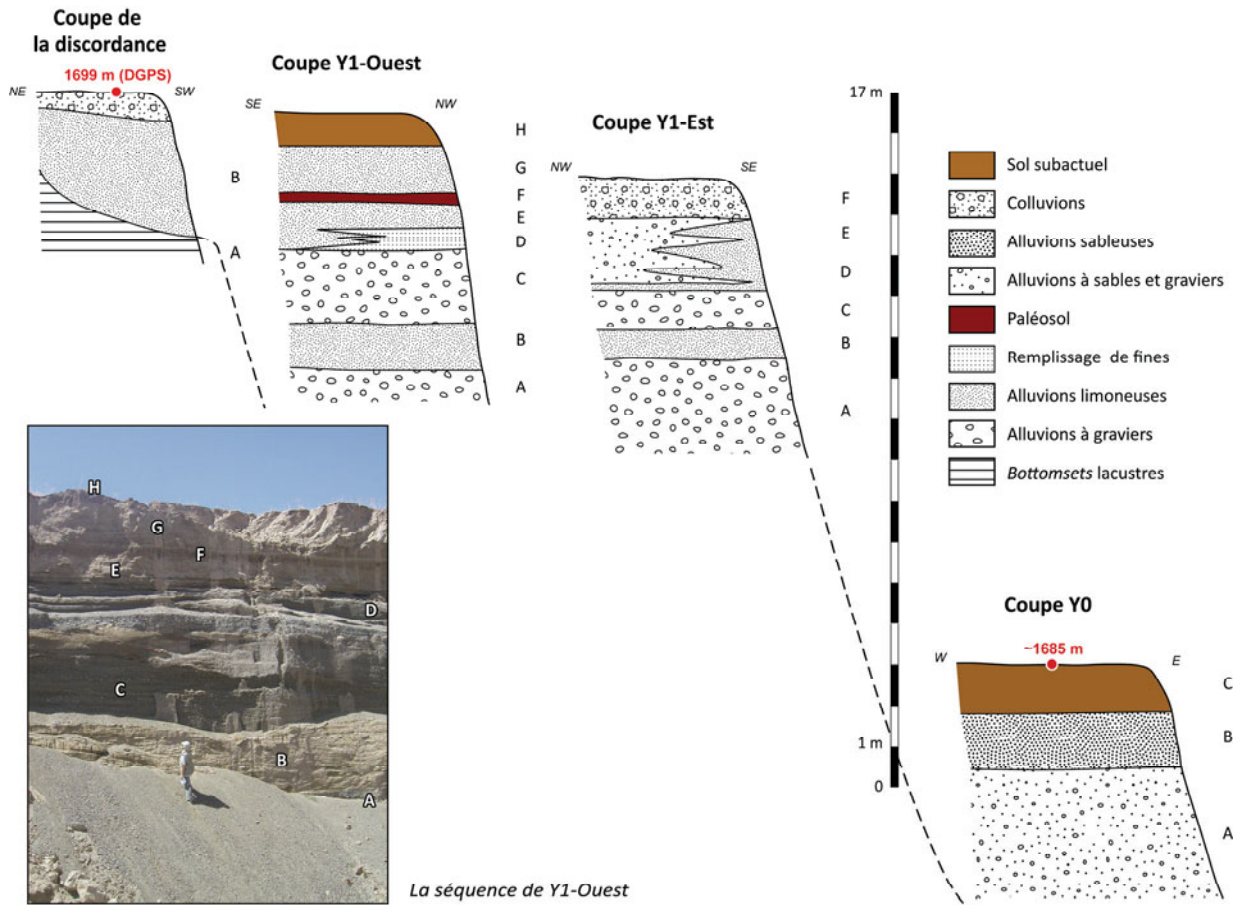 Coupe de
la discordance
1699 m (DGPS)
NE
SW
B
A
Coupe Y1-Ouest
SE
NW
H
G
F
E
D
C
B
A
Coupe Y1-Est
NW
SE
F
E
D
C
B
A
17 m
1 m
0
Sol subactuel
Colluvions
Alluvions sableuses
Alluvions à sables et graviers
Paléosol
Remplissage de fines
Alluvions limoneuses
Alluvions à graviers
Bottomsets lacustres
Coupe Y0
~1685 m
W
E
C
B
A
H
G
F
E
D
C
B
A
La séquence de Y1-Ouest